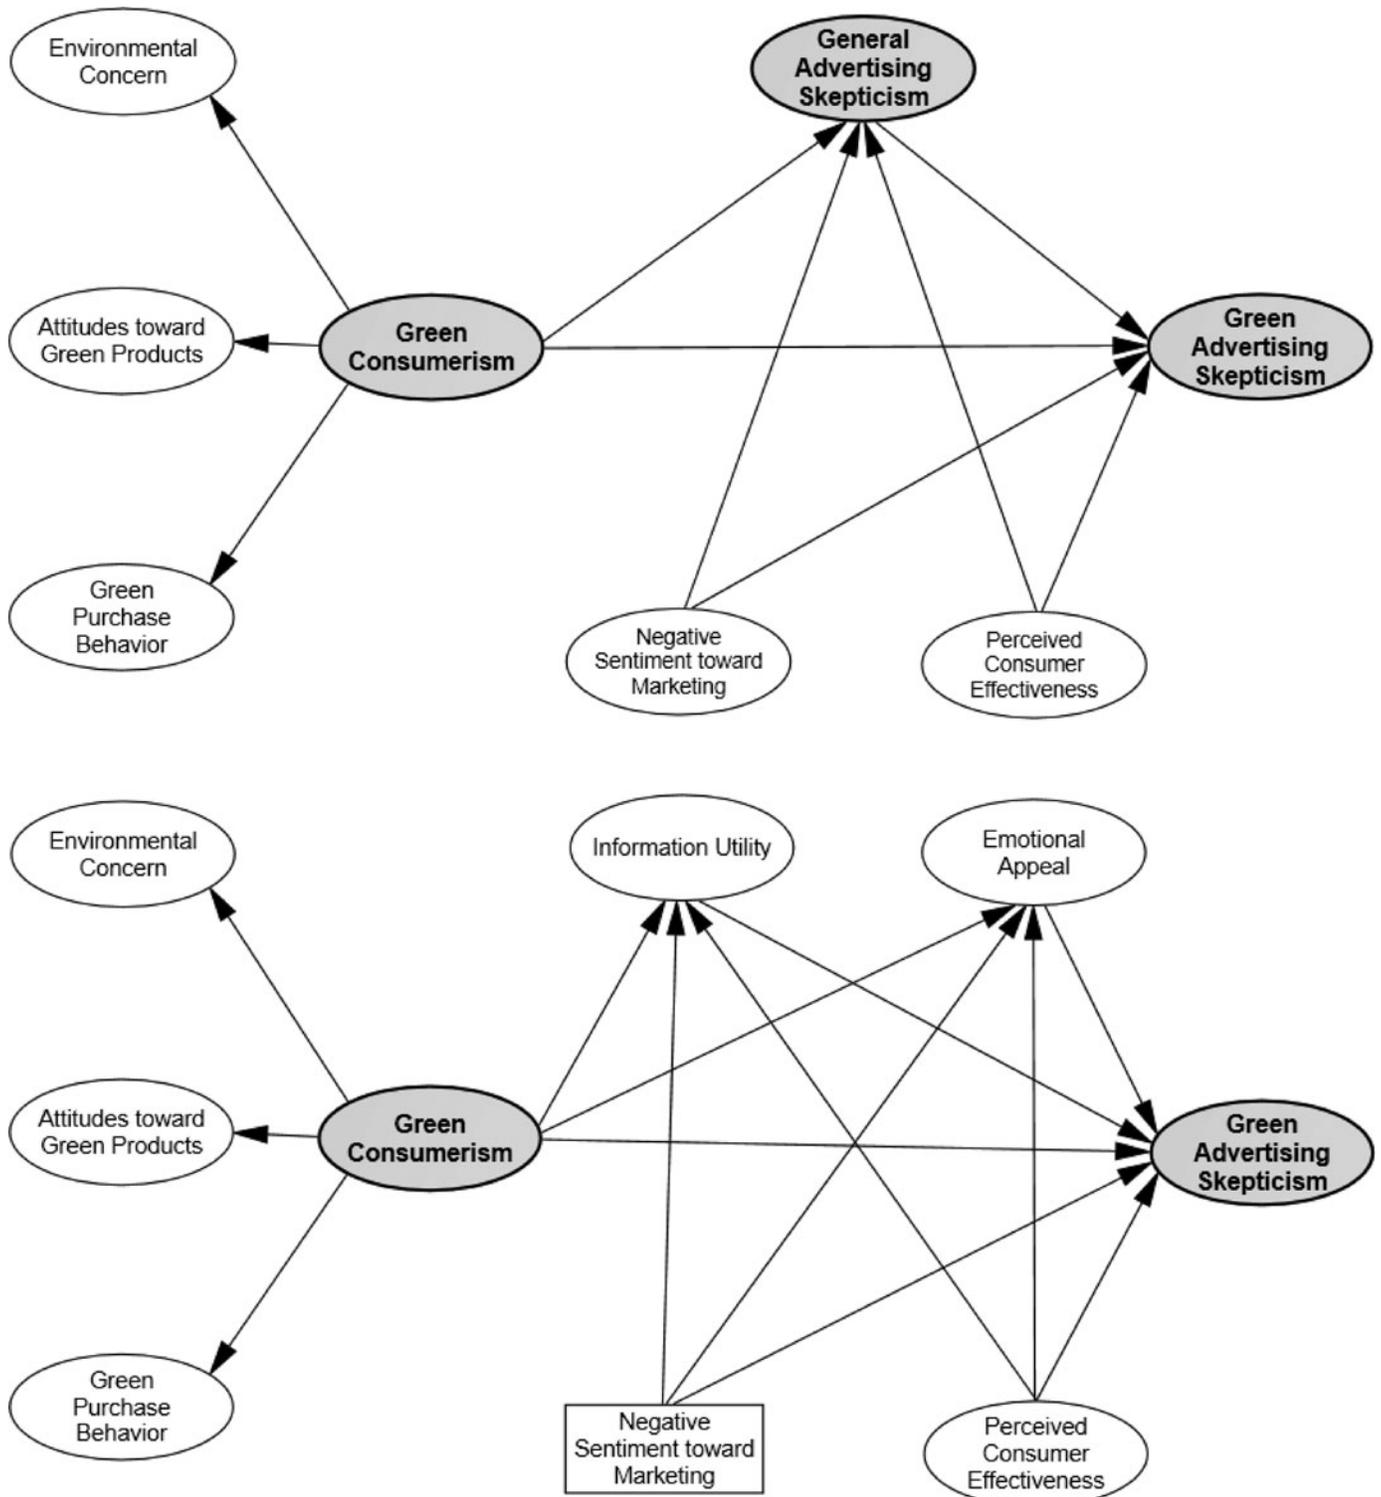 Environmental
Concern
General
Advertising
Skepticism
Attitudes toward
Green Products
Green
Consumerism
Green
Advertising
Skepticism
Green
Purchase
Behavior
Negative
Sentiment toward
Marketing
Perceived
Consumer
Effectiveness
Environmental
Concern
Information Utility
Emotional
Appeal
Attitudes toward
Green Products
Green
Consumerism
Green
Advertising
Skepticism
Green
Purchase
Behavior
Negative
Sentiment toward
Marketing
Perceived
Consumer
Effectiveness